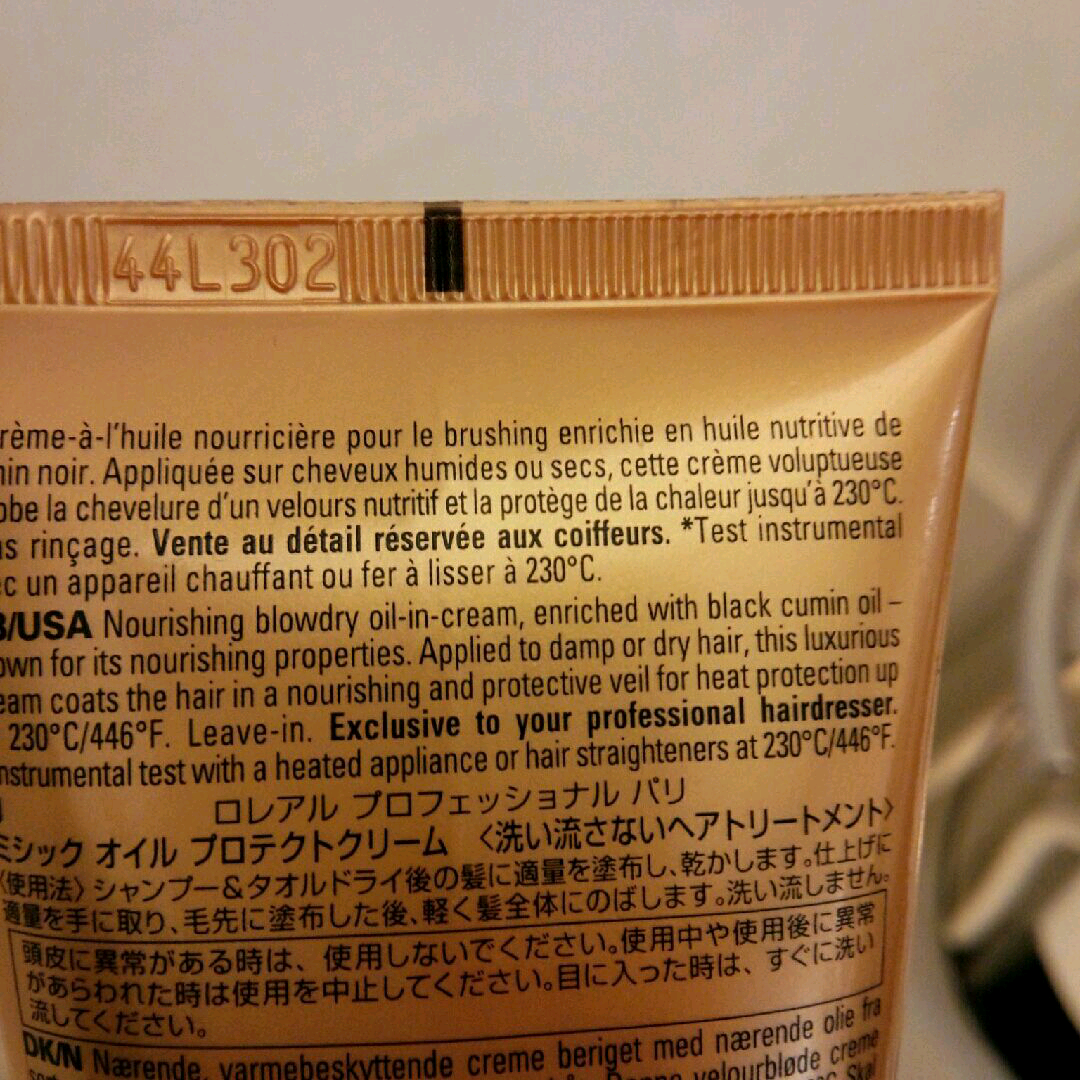 44L302
rème-à-l'huile nourricière pour le brushing enrichie en huile nutritive de
min noir. Appliquée sur cheveux humides ou secs, cette crème voluptueuse
obe la chevelure d'un velours nutritif et la protège de la chaleur jusqu'à 230°C.
ns rinçage. Vente au détail réservée aux coiffeurs. *Test instrumental
ec un appareil chauffant ou fer à lisser à 230°C.
B/USA Nourishing blowdry oil-in-cream, enriched with black cumin oil –
own for its nourishing properties. Applied to damp or dry hair, this luxurious
eam coats the hair in a nourishing and protective veil for heat protection up
230°C/446°F. Leave-in. Exclusive to your professional hairdresser.
nstrumental test with a heated appliance or hair straighteners at 230°C/446°F.
ロレアル プロフェッショナル パリ
ミシック オイル プロテクトクリーム 〈洗い流さないヘアトリートメント〉
〈使用法〉シャンプー&タオルドライ後の髪に適量を塗布し、乾かします。仕上げに
適量を手に取り、毛先に塗布した後、軽く髪全体にのばします。洗い流しません。
頭皮に異常がある時は、使用しないでください。使用中や使用後に異常
があらわれた時は使用を中止してください。目に入った時は、すぐに洗い
流してください。
DK/N Nærende, varmebeskyttende creme beriget med nærende olie fra
velourbløde creme